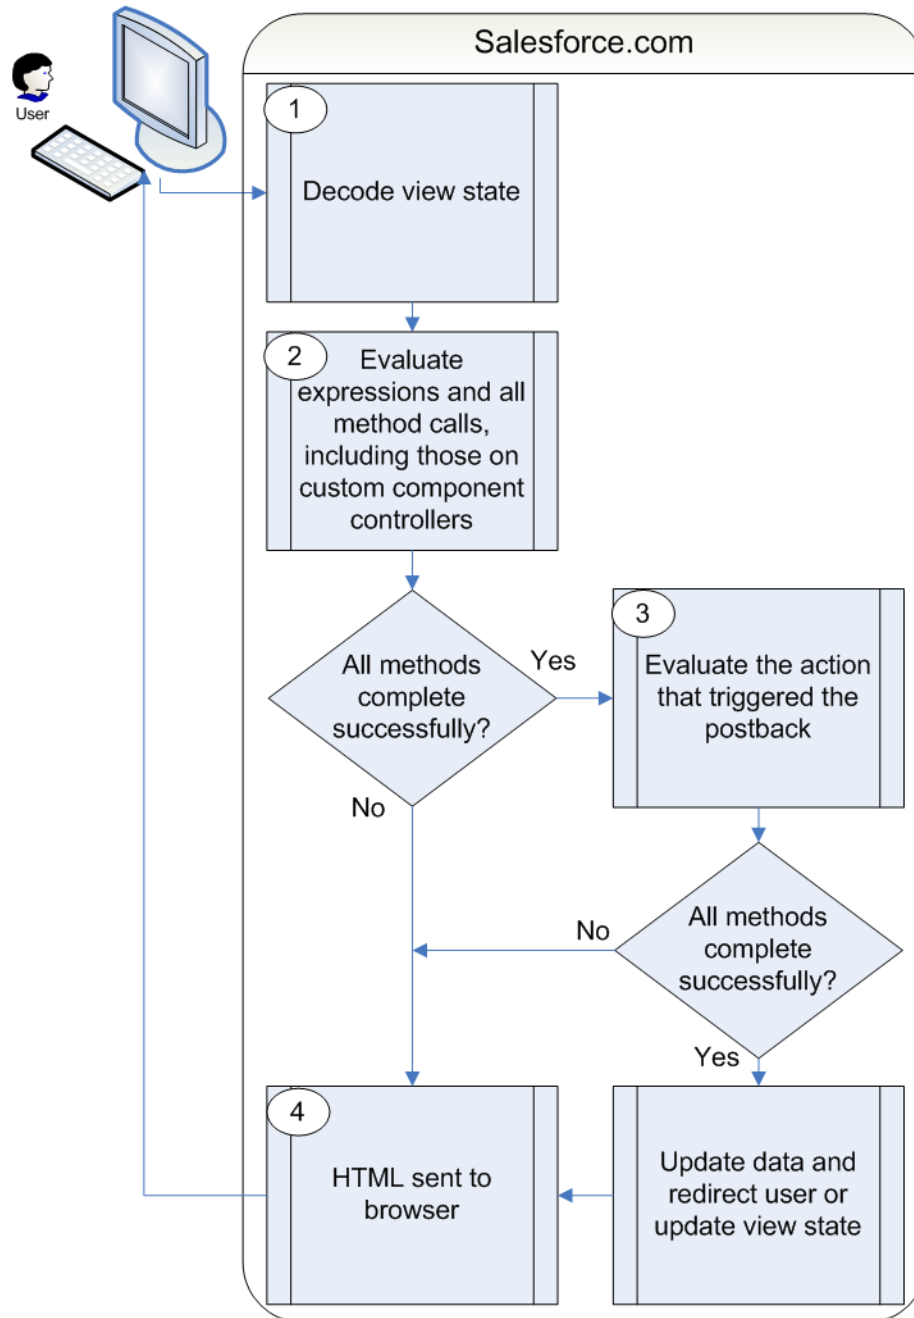 Salesforce.com
User
1
Decode view state
2
Evaluate
expressions and all
method calls,
including those on
custom component
controllers
All methods
complete
successfully?
Yes
No
3
Evaluate the action
that triggered the
postback
All methods
complete
successfully?
No
Yes
4
HTML sent to
browser
Update data and
redirect user or
update view state